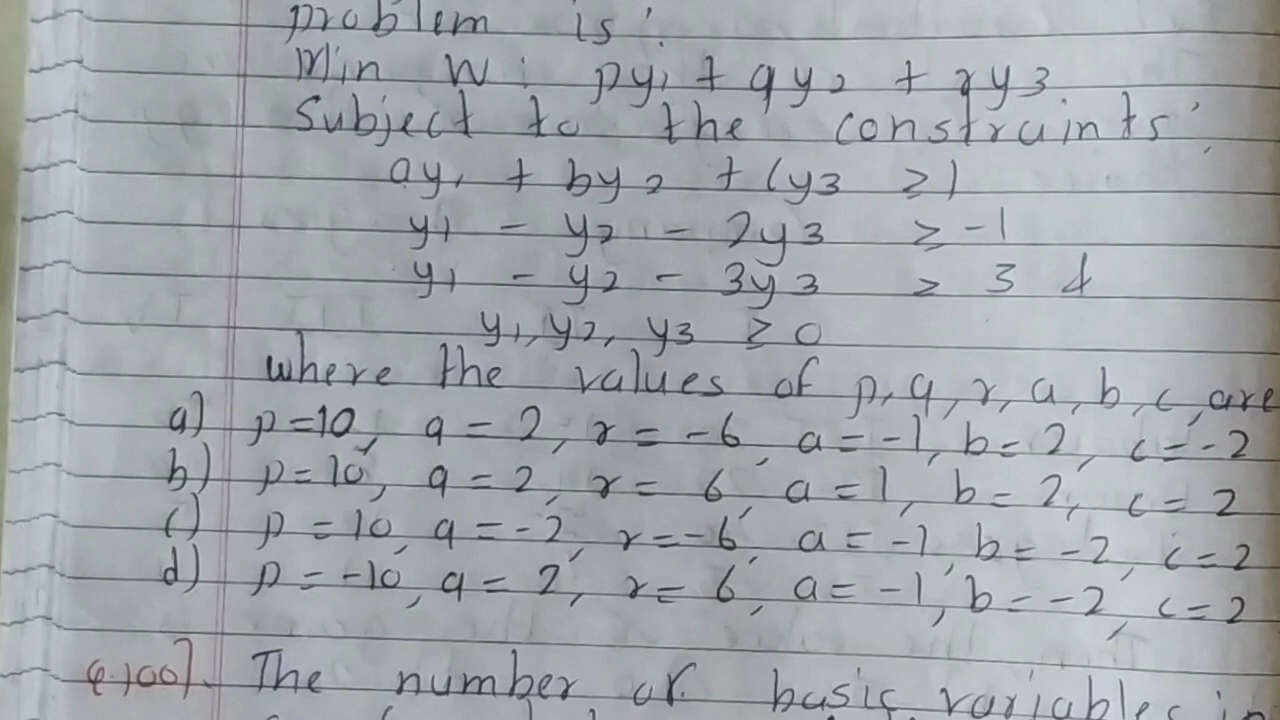 problem is:
Min W: py1 + qy2 + ry3
Subject to the constraints:
ay1 + by2 + (y3 ≥ 1
y1 - y2 - 2y3 ≥ -1
y1 - y2 - 3y3 ≥ 3 &
y1, y2, y3 ≥ 0
where the values of p, q, r, a, b, c, are
a) p=10, q = 2, r = -6, a = -1, b = 2, c = -2
b) p = 10, q = 2, r = 6, a = 1, b = 2, c = 2
c) p = 10, q = -2, r = -6, a = -1, b = -2, c = 2
d) p = -10, q = 2, r = 6, a = -1, b = -2, c = 2
Q.100]. The number of basic variables in